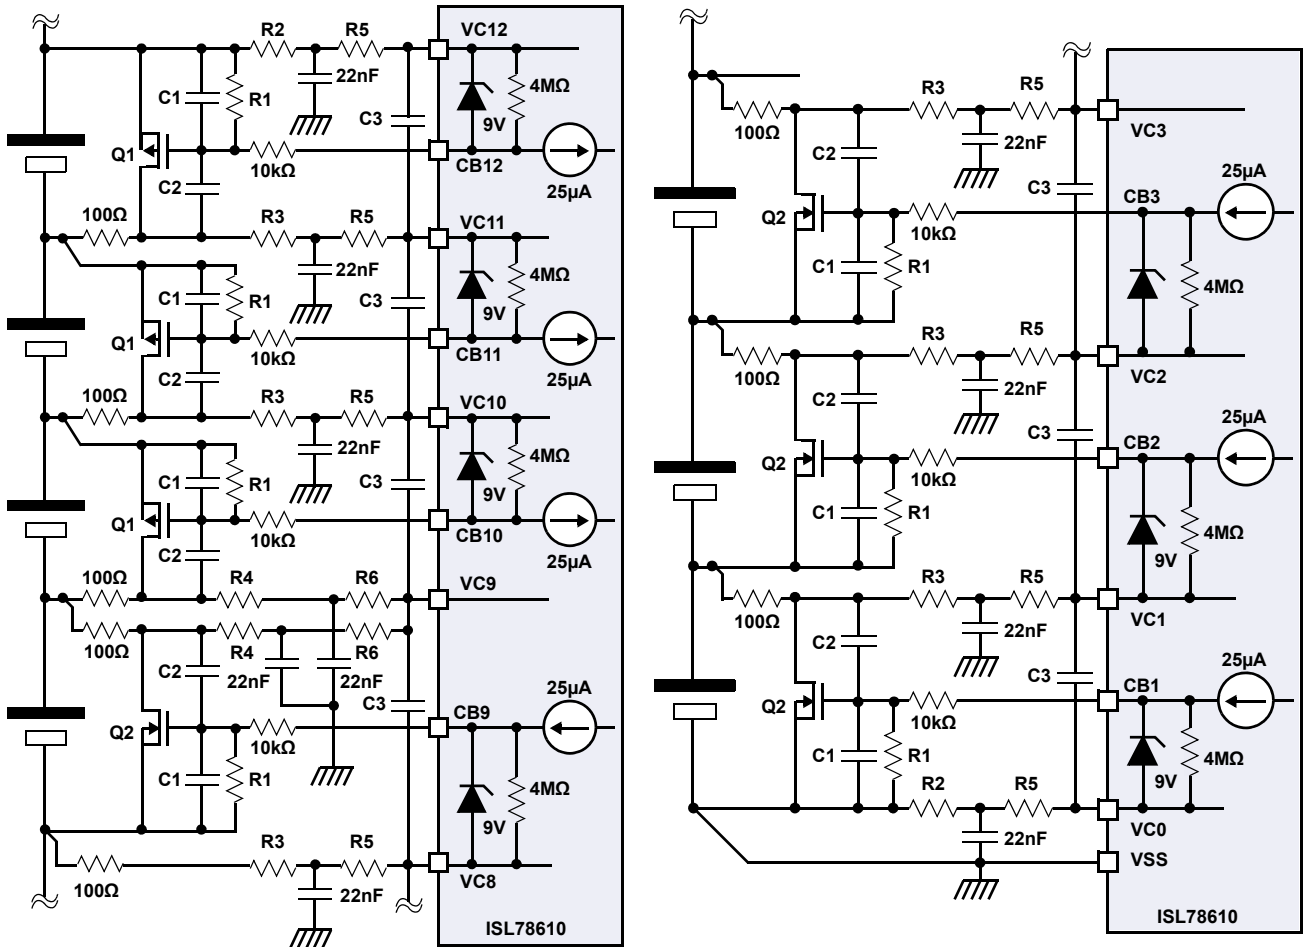 R2
R5
VC12
22nF
C1
R1
4MΩ
C3
9V
Q1
CB12
10kΩ
C2
25µA
100Ω
R3
R5
VC11
22nF
C1
R1
4MΩ
C3
9V
Q1
CB11
10kΩ
C2
25µA
100Ω
R3
R5
VC10
22nF
C1
R1
4MΩ
C3
9V
Q1
CB10
10kΩ
C2
25µA
100Ω
R4
R6
VC9
100Ω
R4
R6
C2
22nF
22nF
C3
25µA
CB9
Q2
10kΩ
C1
R1
4MΩ
9V
R3
R5
VC8
100Ω
22nF
ISL78610
R3
R5
100Ω
VC3
22nF
C2
C3
25µA
CB3
Q2
10kΩ
C1
R1
4MΩ
9V
R3
R5
100Ω
VC2
22nF
C2
C3
25µA
CB2
Q2
10kΩ
C1
R1
4MΩ
9V
R3
R5
100Ω
VC1
22nF
C2
C3
25µA
CB1
Q2
10kΩ
C1
R1
4MΩ
9V
R2
R5
VC0
22nF
VSS
ISL78610